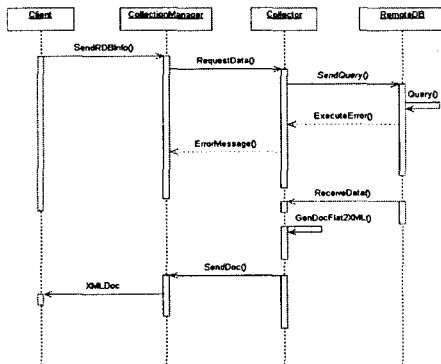 Client
CollectionManager
Collector
RemoteDB
SendRDBInfo()
RequestData()
SendQuery()
Query()
ExecuteError()
ErrorMessage()
ReceiveData()
GenDocFlat2XML()
SendDoc()
XMLDoc